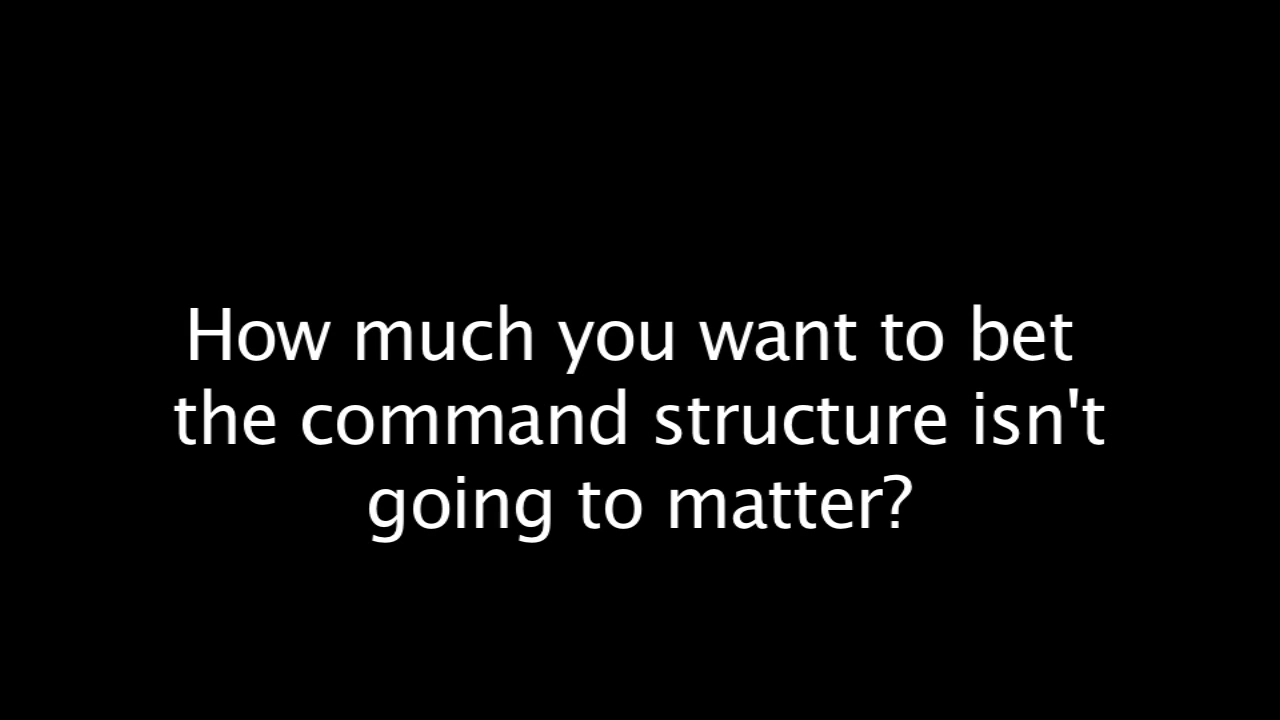 How much you want to bet
the command structure isn't
going to matter?